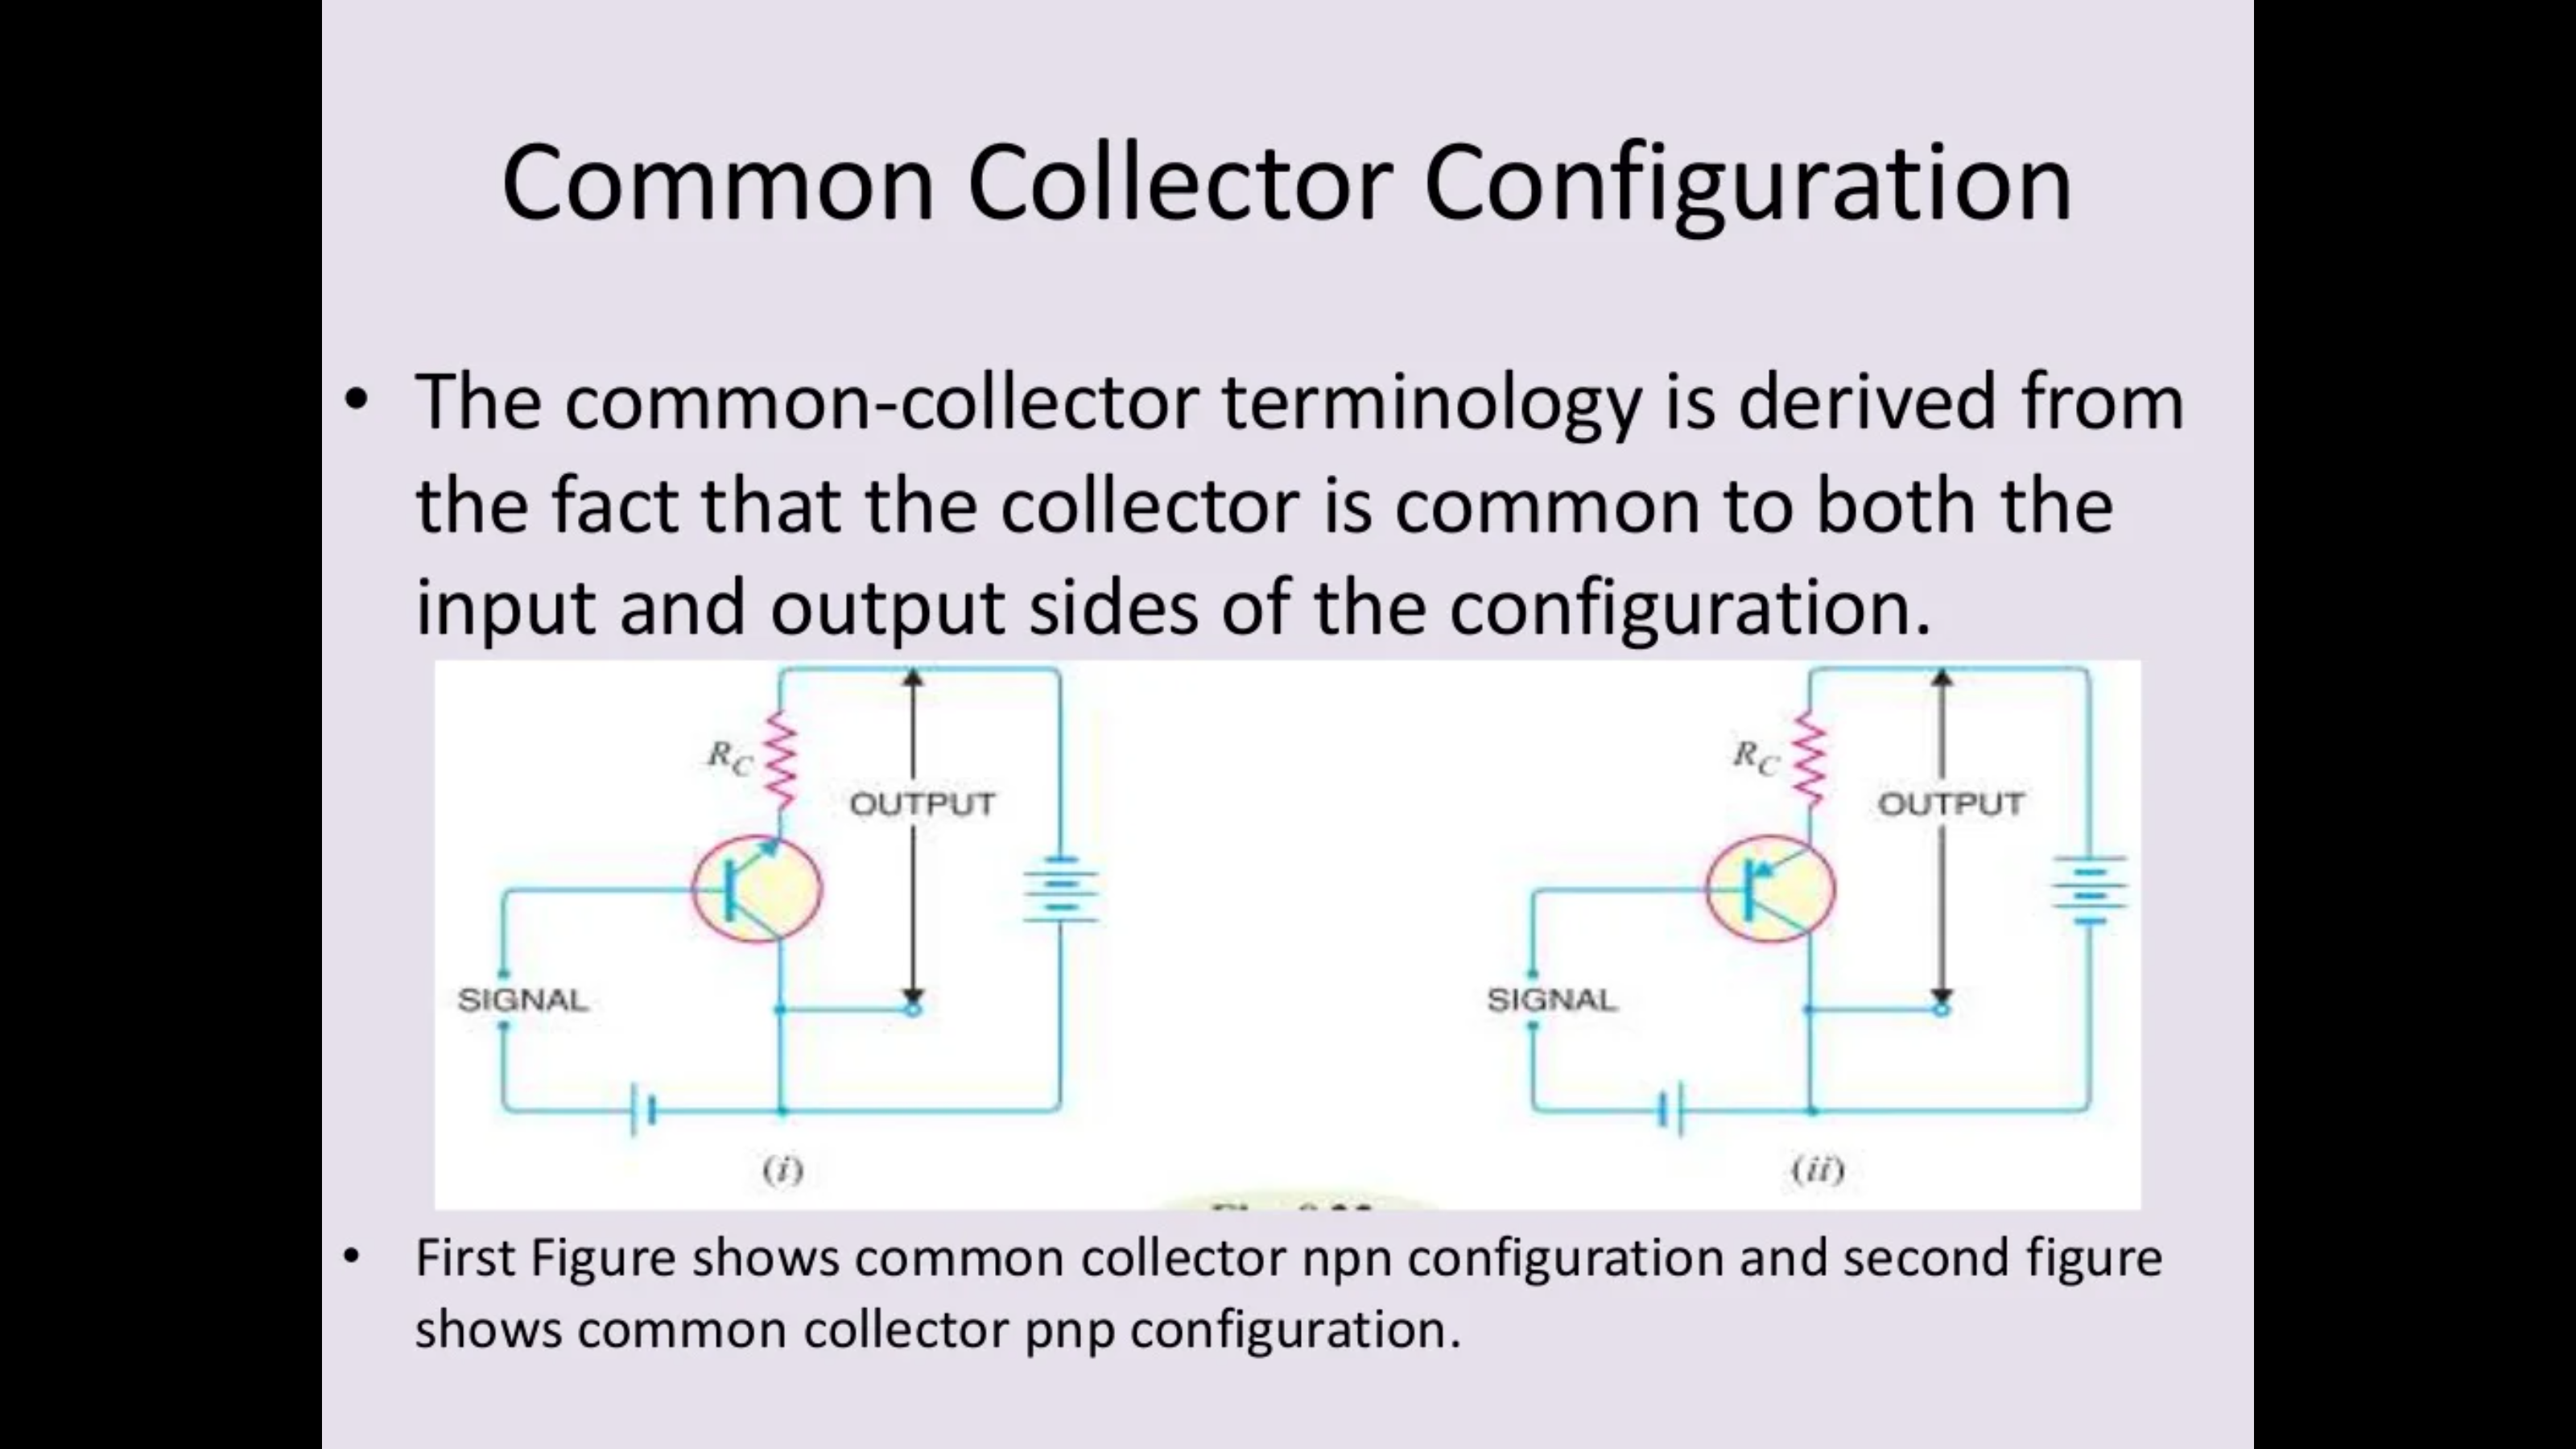 Common Collector Configuration
• The common-collector terminology is derived from
the fact that the collector is common to both the
input and output sides of the configuration.
RC
OUTPUT
SIGNAL
(i)
RC
OUTPUT
SIGNAL
(ii)
• First Figure shows common collector npn configuration and second figure
shows common collector pnp configuration.